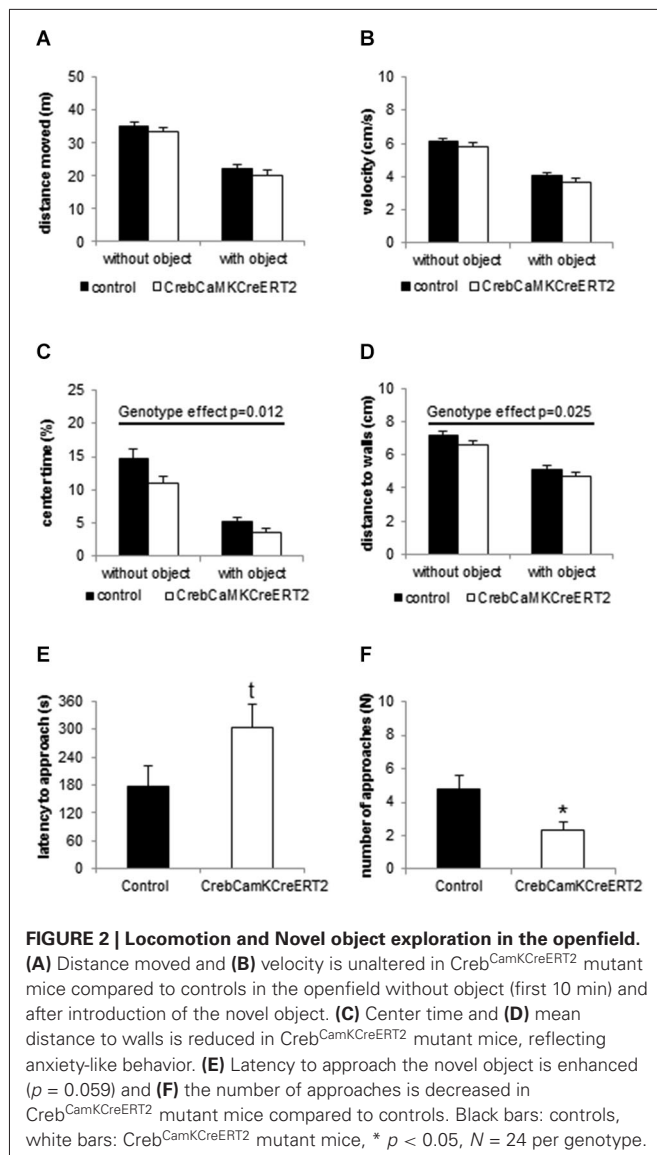 A
B
50
40
30
20
10
0
distance moved (m)
without object
with object
control CrebCaMKCreERT2
10
8
6
4
2
0
velocity (cm/s)
without object
with object
control CrebCaMKCreERT2
C
D
25
20
15
10
5
0
center time (%)
Genotype effect p=0.012
without object
with object
control CrebCaMKCreERT2
10
8
6
4
2
0
distance to walls (cm)
Genotype effect p=0.025
without object
with object
control CrebCaMKCreERT2
E
F
360
300
240
180
120
60
0
latency to approach (s)
t
Control
CrebCamKCreERT2
10
8
6
4
2
0
number of approaches (N)
*
Control
CrebCamKCreERT2
FIGURE 2 | Locomotion and Novel object exploration in the openfield.
(A) Distance moved and (B) velocity is unaltered in CrebCamKCreERT2 mutant
mice compared to controls in the openfield without object (first 10 min) and
after introduction of the novel object. (C) Center time and (D) mean
distance to walls is reduced in CrebCamKCreERT2 mutant mice, reflecting
anxiety-like behavior. (E) Latency to approach the novel object is enhanced
(p = 0.059) and (F) the number of approaches is decreased in
CrebCamKCreERT2 mutant mice compared to controls. Black bars: controls,
white bars: CrebCamKCreERT2 mutant mice, * p < 0.05, N = 24 per genotype.